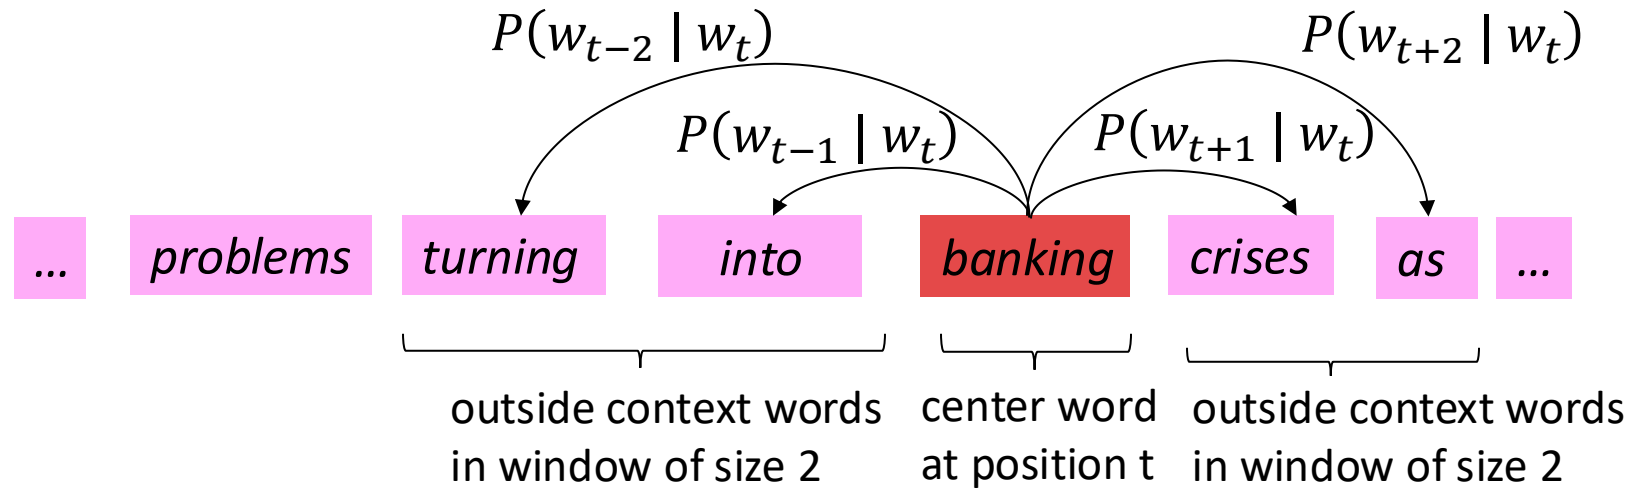 P(w_{t−2} | w_t)
P(w_{t+2} | w_t)
P(w_{t−1} | w_t)
P(w_{t+1} | w_t)
... problems turning into banking crises as ...
outside context words
in window of size 2
center word
at position t
outside context words
in window of size 2